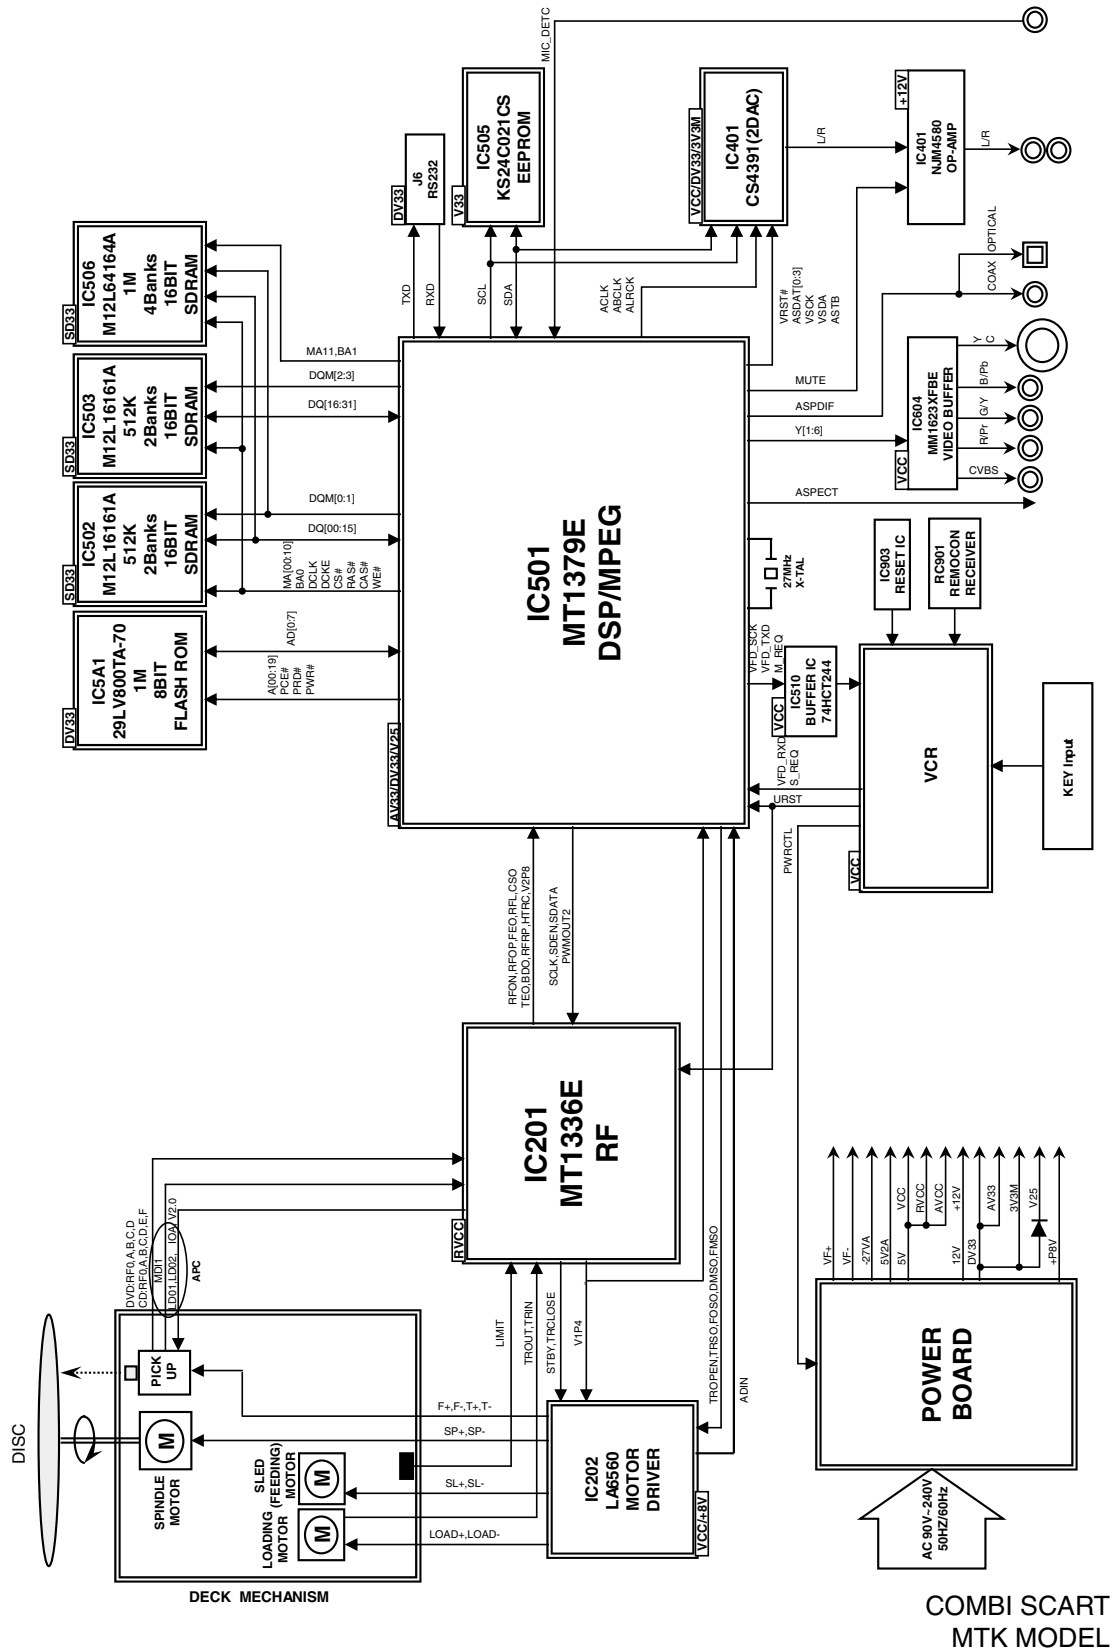 DISC
SPINDLE
MOTOR
M
PICK
UP
SLED
(FEEDING)
MOTOR
M
LOADING
MOTOR
M
DECK MECHANISM
DVD:RF0,A,B,C,D
CD:RF0,A,B,C,D,E,F
MDI1
LD01,LD02, IOA, V2.0
APC
F+,F-,T+,T-
SP+,SP-
SL+,SL-
LOAD+,LOAD-
LIMIT
TROUT,TRIN
STBY,TRCLOSE
V1P4
TROPEN,TRSO,FOSO,DMSO,FMSO
ADIN
IC202
LA6560
MOTOR
DRIVER
VCC/+8V
RVCC
IC201
MT1336E
RF
RFON,RFOP,FEO,RFL,CSO
TEO,BDO,RFRP,HTRC,V2P8
SCLK,SDEN,SDATA
PWMOUT2
AV33/DV33/V25
IC501
MT1379E
DSP/MPEG
DV33
IC5A1
29LV800TA-70
1M
8BIT
FLASH ROM
SD33
IC502
M12L16161A
512K
2Banks
16BIT
SDRAM
SD33
IC503
M12L16161A
512K
2Banks
16BIT
SDRAM
SD33
IC506
M12L64164A
1M
4Banks
16BIT
SDRAM
A[00:19]
PCE#
PRD#
PWR#
AD[0:7]
MA[00:10]
BA0
DCLK
DCKE
CS#
RAS#
CAS#
WE#
DQ[00:15]
DQM[0:1]
DQ[16:31]
DQM[2:3]
MA11,BA1
DV33
J6
RS232
TXD
RXD
V33
IC505
KS24C021CS
EEPROM
SCL
SDA
MIC_DETC
VCC/DV33/3V3M
IC401
CS4391(2DAC)
ACLK
ABCLK
ALRCK
VRST#
ASDAT[0:3]
VSCK
VSDA
ASTB
L/R
+12V
IC401
NJM4580
OP-AMP
L/R
MUTE
ASPDIF
OPTICAL
COAX
Y[1:6]
VCC
IC604
MM1623XFBE
VIDEO BUFFER
Y
C
B/Pb
G/Y
R/Pr
CVBS
ASPECT
27MHz
X-TAL
VFD_SCK
VFD_TXD
M_REQ
VCC
IC510
BUFFER IC
74HCT244
IC903
RESET IC
RC901
REMOCON
RECEIVER
VFD_RXD
S_REQ
URST
PWRCTL
VCC
VCR
KEY Input
POWER
BOARD
AC 90V~240V
50HZ/60Hz
VF+
VF-
-27VA
5V2A
5V
VCC
RVCC
AVCC
12V
+12V
DV33
AV33
3V3M
V25
+P8V
COMBI SCART
MTK MODEL